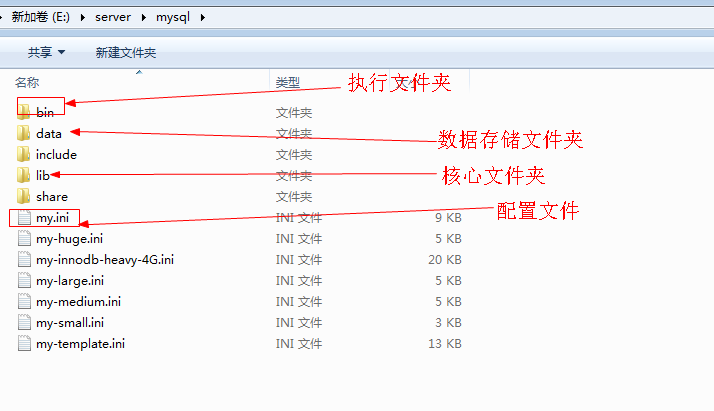 新加卷 (E:) server mysql
共享 新建文件夹
名称 类型 大小
执行文件夹
bin 文件夹
data 文件夹
数据存储文件夹
include 文件夹
lib 文件夹
核心文件夹
share 文件夹
配置文件
my.ini INI 文件 9 KB
my-huge.ini INI 文件 5 KB
my-innodb-heavy-4G.ini INI 文件 20 KB
my-large.ini INI 文件 5 KB
my-medium.ini INI 文件 5 KB
my-small.ini INI 文件 3 KB
my-template.ini INI 文件 13 KB